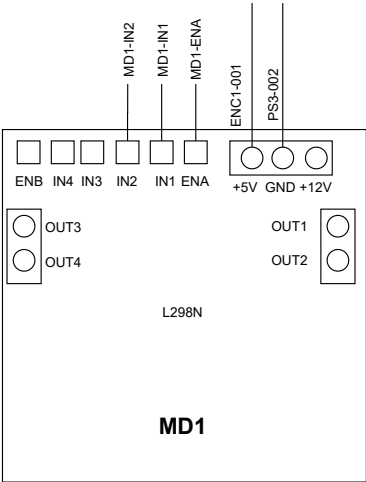 MD1-IN2
MD1-IN1
MD1-ENA
ENC1-001
PS3-002
ENB IN4 IN3 IN2 IN1 ENA +5V GND +12V
OUT3 OUT1
OUT4 OUT2
L298N
MD1